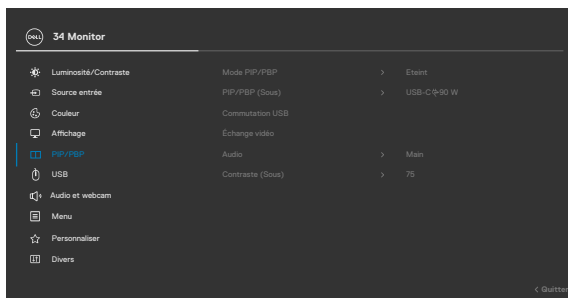 DELL 34 Monitor
Luminosité/Contraste Mode PIP/PBP > Eteint
Source entrée PIP/PBP (Sous) > USB-C 90 W
Couleur Commutation USB
Affichage Échange vidéo
PIP/PBP Audio > Main
USB Contraste (Sous) > 75
Audio et webcam
Menu
Personnaliser
Divers
< Quitter